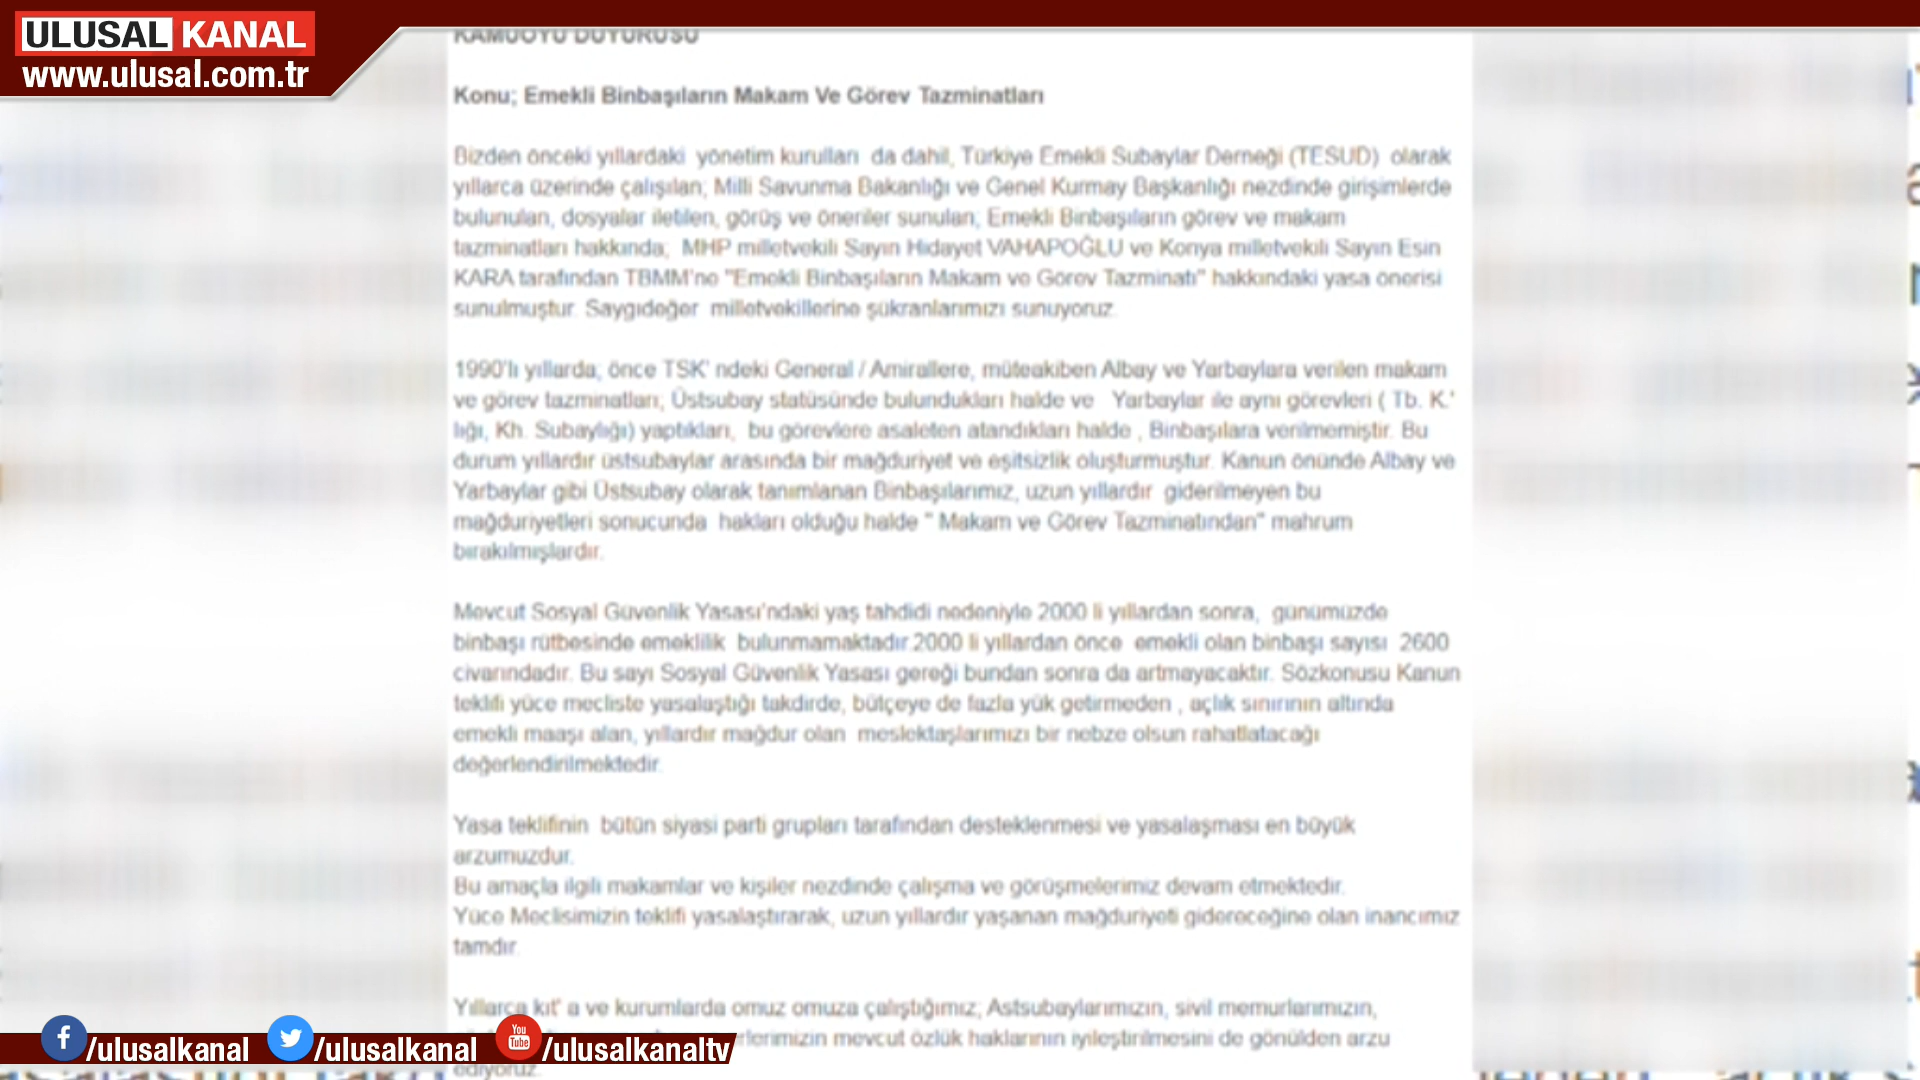 ULUSAL KANAL
www.ulusal.com.tr
KAMUOYU DUYURUSU
Konu; Emekli Binbaşıların Makam Ve Görev Tazminatları
Bizden önceki yıllardaki yönetim kurulları da dahil, Türkiye Emekli Subaylar Derneği (TESUD) olarak
yıllarca üzerinde çalışılan; Milli Savunma Bakanlığı ve Genel Kurmay Başkanlığı nezdinde girişimlerde
bulunulan, dosyalar iletilen, görüş ve öneriler sunulan; Emekli Binbaşıların görev ve makam
tazminatları hakkında; MHP milletvekili Sayın Hidayet VAHAPOĞLU ve Konya milletvekili Sayın Esin
KARA tarafından TBMM'ne "Emekli Binbaşıların Makam ve Görev Tazminatı" hakkındaki yasa önerisi
sunulmuştur. Saygıdeğer milletvekillerine şükranlarımızı sunuyoruz.
1990'lı yıllarda; önce TSK' ndeki General / Amirallere, müteakiben Albay ve Yarbaylara verilen makam
ve görev tazminatları; Üstsubay statüsünde bulundukları halde ve Yarbaylar ile aynı görevleri ( Tb. K.'
lığı, Kh. Subaylığı) yaptıkları, bu görevlere asaleten atandıkları halde , Binbaşılara verilmemiştir. Bu
durum yıllardır üstsubaylar arasında bir mağduriyet ve eşitsizlik oluşturmuştur. Kanun önünde Albay ve
Yarbaylar gibi Üstsubay olarak tanımlanan Binbaşılarımız, uzun yıllardır giderilmeyen bu
mağduriyetleri sonucunda hakları olduğu halde " Makam ve Görev Tazminatından" mahrum
bırakılmışlardır.
Mevcut Sosyal Güvenlik Yasası'ndaki yaş tahdidi nedeniyle 2000 li yıllardan sonra, günümüzde
binbaşı rütbesinde emeklilik bulunmamaktadır.2000 li yıllardan önce emekli olan binbaşı sayısı 2600
civarındadır. Bu sayı Sosyal Güvenlik Yasası gereği bundan sonra da artmayacaktır. Sözkonusu Kanun
teklifi yüce mecliste yasalaştığı takdirde, bütçeye de fazla yük getirmeden , açlık sınırının altında
emekli maaşı alan, yıllardır mağdur olan meslektaşlarımızı bir nebze olsun rahatlatacağı
değerlendirilmektedir.
Yasa teklifinin bütün siyasi parti grupları tarafından desteklenmesi ve yasalaşması en büyük
arzumuzdur.
Bu amaçla ilgili makamlar ve kişiler nezdinde çalışma ve görüşmelerimiz devam etmektedir.
Yüce Meclisimizin teklifi yasalaştırarak, uzun yıllardır yaşanan mağduriyeti gidereceğine olan inancımız
tamdır.
Yıllarca kıt' a ve kurumlarda omuz omuza çalıştığımız; Astsubaylarımızın, sivil memurlarımızın,
mevcut özlük haklarının iyileştirilmesini de gönülden arzu
ediyoruz.
/ulusalkanal /ulusalkanal You Tube /ulusalkanaltv